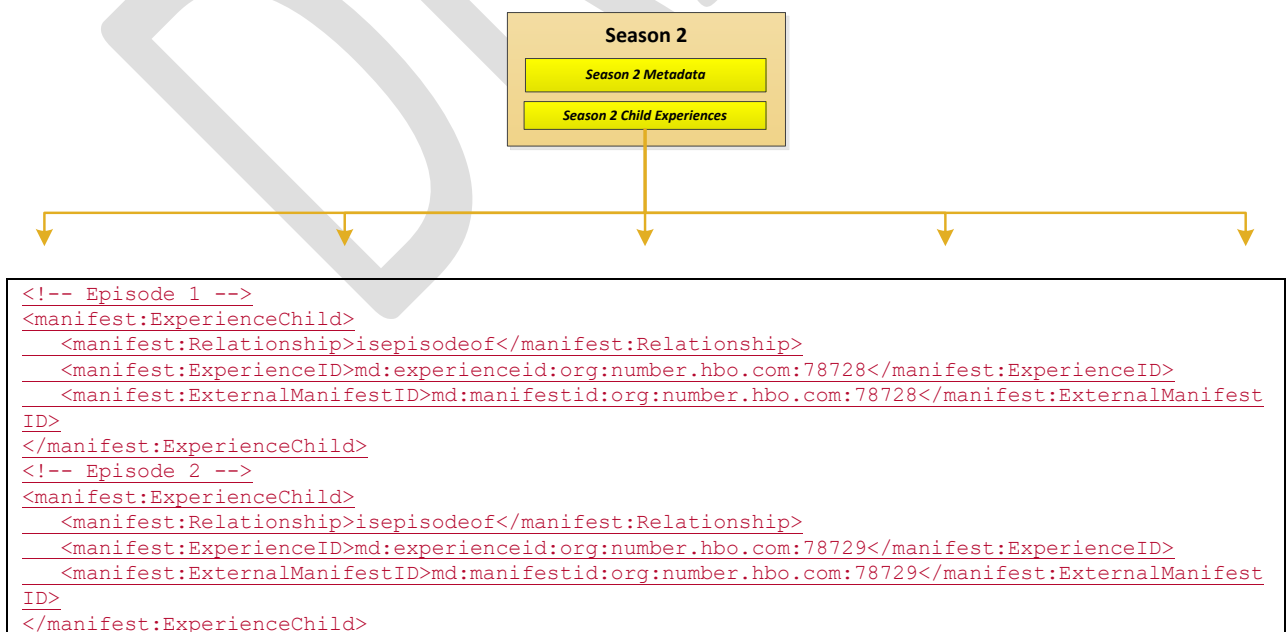 Season 2
Season 2 Metadata
Season 2 Child Experiences
<!-- Episode 1 -->
<manifest:ExperienceChild>
   <manifest:Relationship>isepisodeof</manifest:Relationship>
   <manifest:ExperienceID>md:experienceid:org:number.hbo.com:78728</manifest:ExperienceID>
   <manifest:ExternalManifestID>md:manifestid:org:number.hbo.com:78728</manifest:ExternalManifest
ID>
</manifest:ExperienceChild>
<!-- Episode 2 -->
<manifest:ExperienceChild>
   <manifest:Relationship>isepisodeof</manifest:Relationship>
   <manifest:ExperienceID>md:experienceid:org:number.hbo.com:78729</manifest:ExperienceID>
   <manifest:ExternalManifestID>md:manifestid:org:number.hbo.com:78729</manifest:ExternalManifest
ID>
</manifest:ExperienceChild>